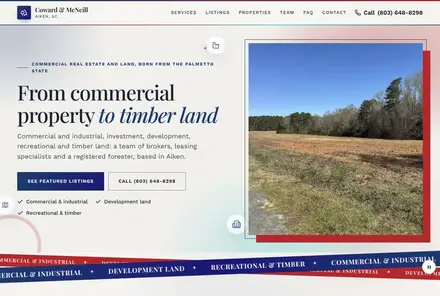 Coward & McNeill
AIKEN, SC
SERVICES LISTINGS PROPERTIES TEAM FAQ CONTACT Call (803) 648-8298
COMMERCIAL REAL ESTATE AND LAND, BORN FROM THE PALMETTO
STATE
From commercial
property to timber land
Commercial and industrial, investment, development,
recreational and timber land: a team of brokers, leasing
specialists and a registered forester, based in Aiken.
SEE FEATURED LISTINGS CALL (803) 648-8298
Commercial & industrial Development land
Recreational & timber
COMMERCIAL & INDUSTRIAL DEVELOPMENT LAND RECREATIONAL & TIMBER COMMERCIAL & INDUSTRIAL